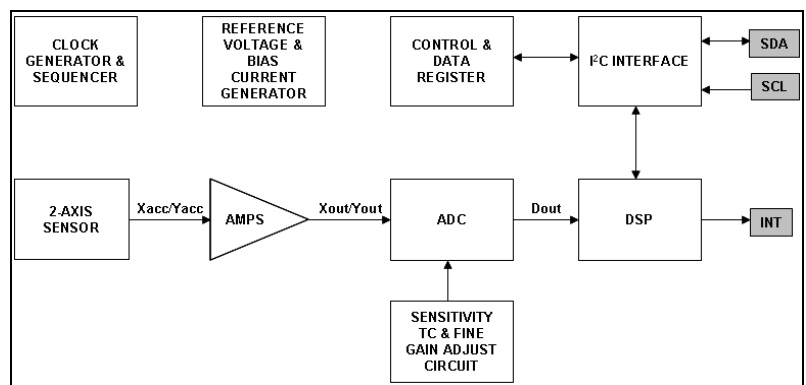 CLOCK
GENERATOR &
SEQUENCER
REFERENCE
VOLTAGE &
BIAS
CURRENT
GENERATOR
CONTROL &
DATA
REGISTER
I²C INTERFACE
SDA
SCL
2-AXIS
SENSOR
Xacc/Yacc
AMPS
Xout/Yout
ADC
Dout
DSP
INT
SENSITIVITY
TC & FINE
GAIN ADJUST
CIRCUIT